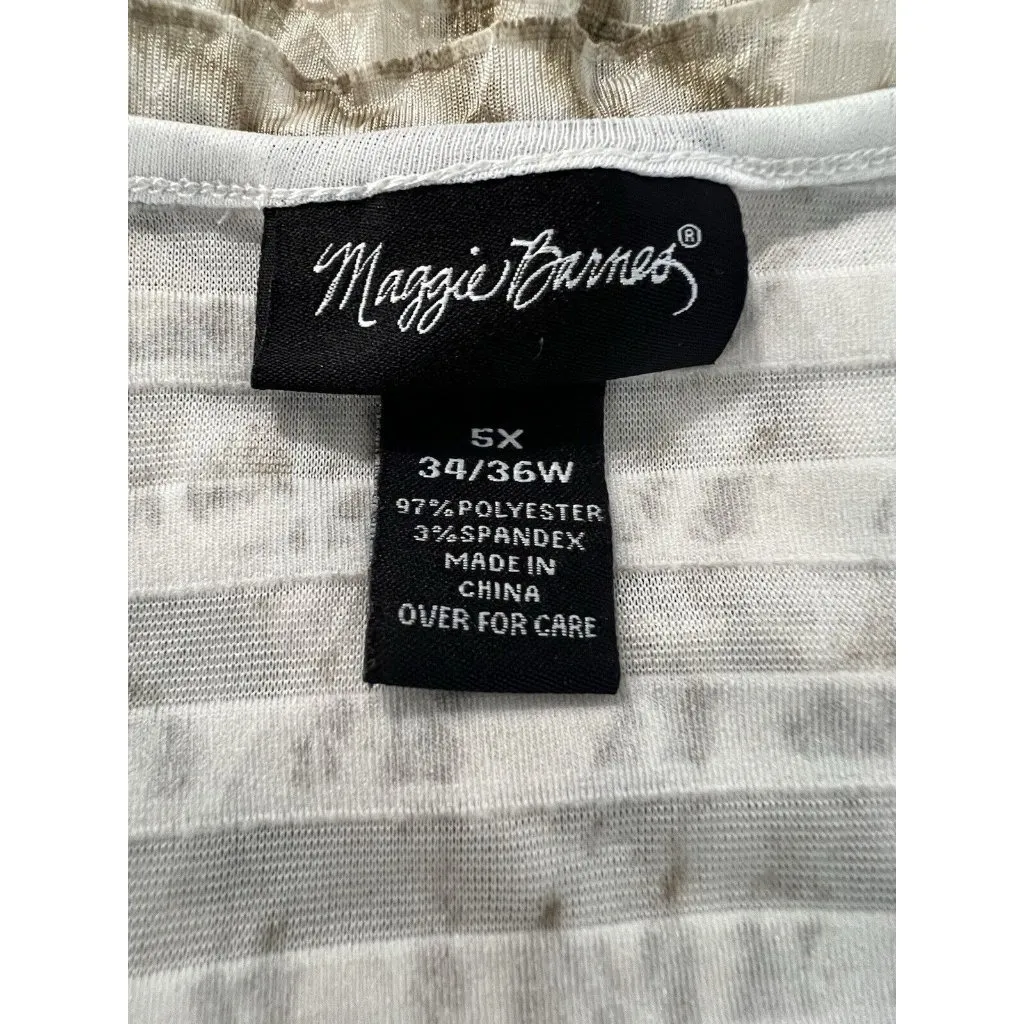 Maggie Barnes®
5X
34/36W
97%POLYESTER
3%SPANDEX
MADE IN
CHINA
OVER FOR CARE